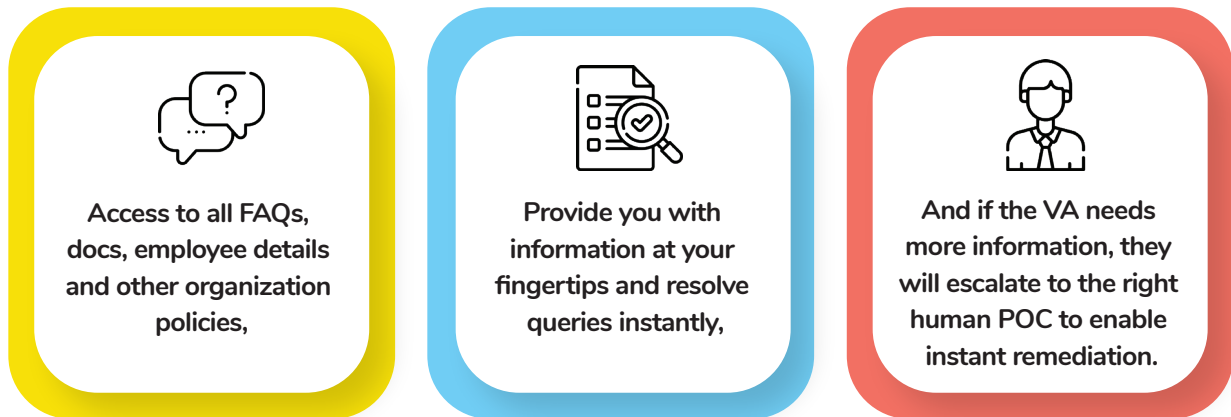 ?
Access to all FAQs,
docs, employee details
and other organization
policies,
Provide you with
information at your
fingertips and resolve
queries instantly,
And if the VA needs
more information, they
will escalate to the right
human POC to enable
instant remediation.